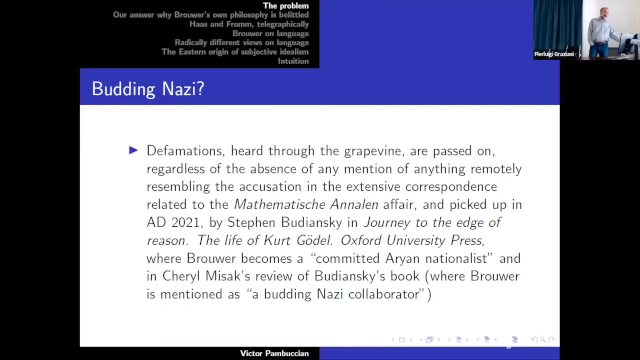 The problem
Our answer why Brouwer's own philosophy is belittled
Haas and Fromm, telegraphically
Brouwer on language
Radically different views on language
The Eastern origin of subjective idealism
Intuition
Pierluigi Graziani
Budding Nazi?
Defamations, heard through the grapevine, are passed on,
regardless of the absence of any mention of anything remotely
resembling the accusation in the extensive correspondence
related to the Mathematische Annalen affair, and picked up in
AD 2021, by Stephen Budiansky in Journey to the edge of
reason. The life of Kurt Gödel. Oxford University Press,
where Brouwer becomes a “committed Aryan nationalist” and
in Cheryl Misak's review of Budiansky's book (where Brouwer
is mentioned as “a budding Nazi collaborator”)
Victor Pambuccian